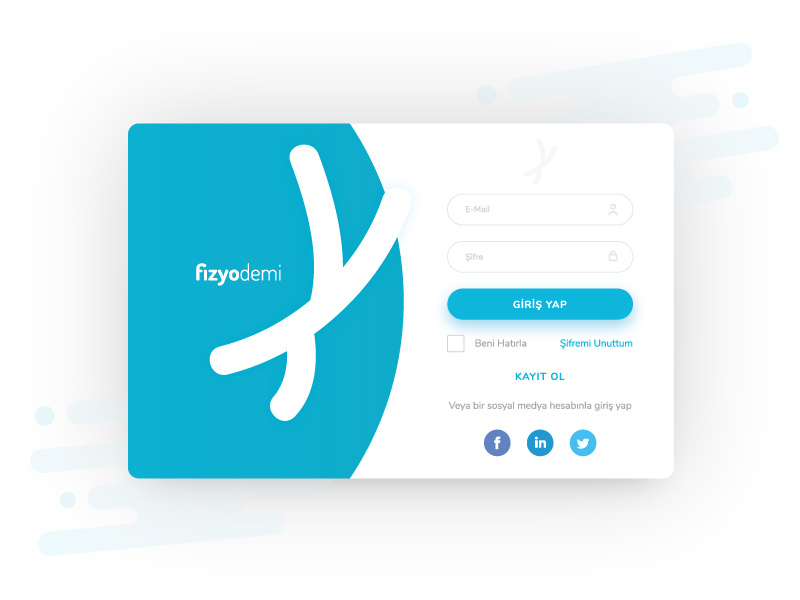 fizyodemi
E-Mail
Şifre
GİRİŞ YAP
Beni Hatırla
Şifremi Unuttum
KAYIT OL
Veya bir sosyal medya hesabınla giriş yap
f
in